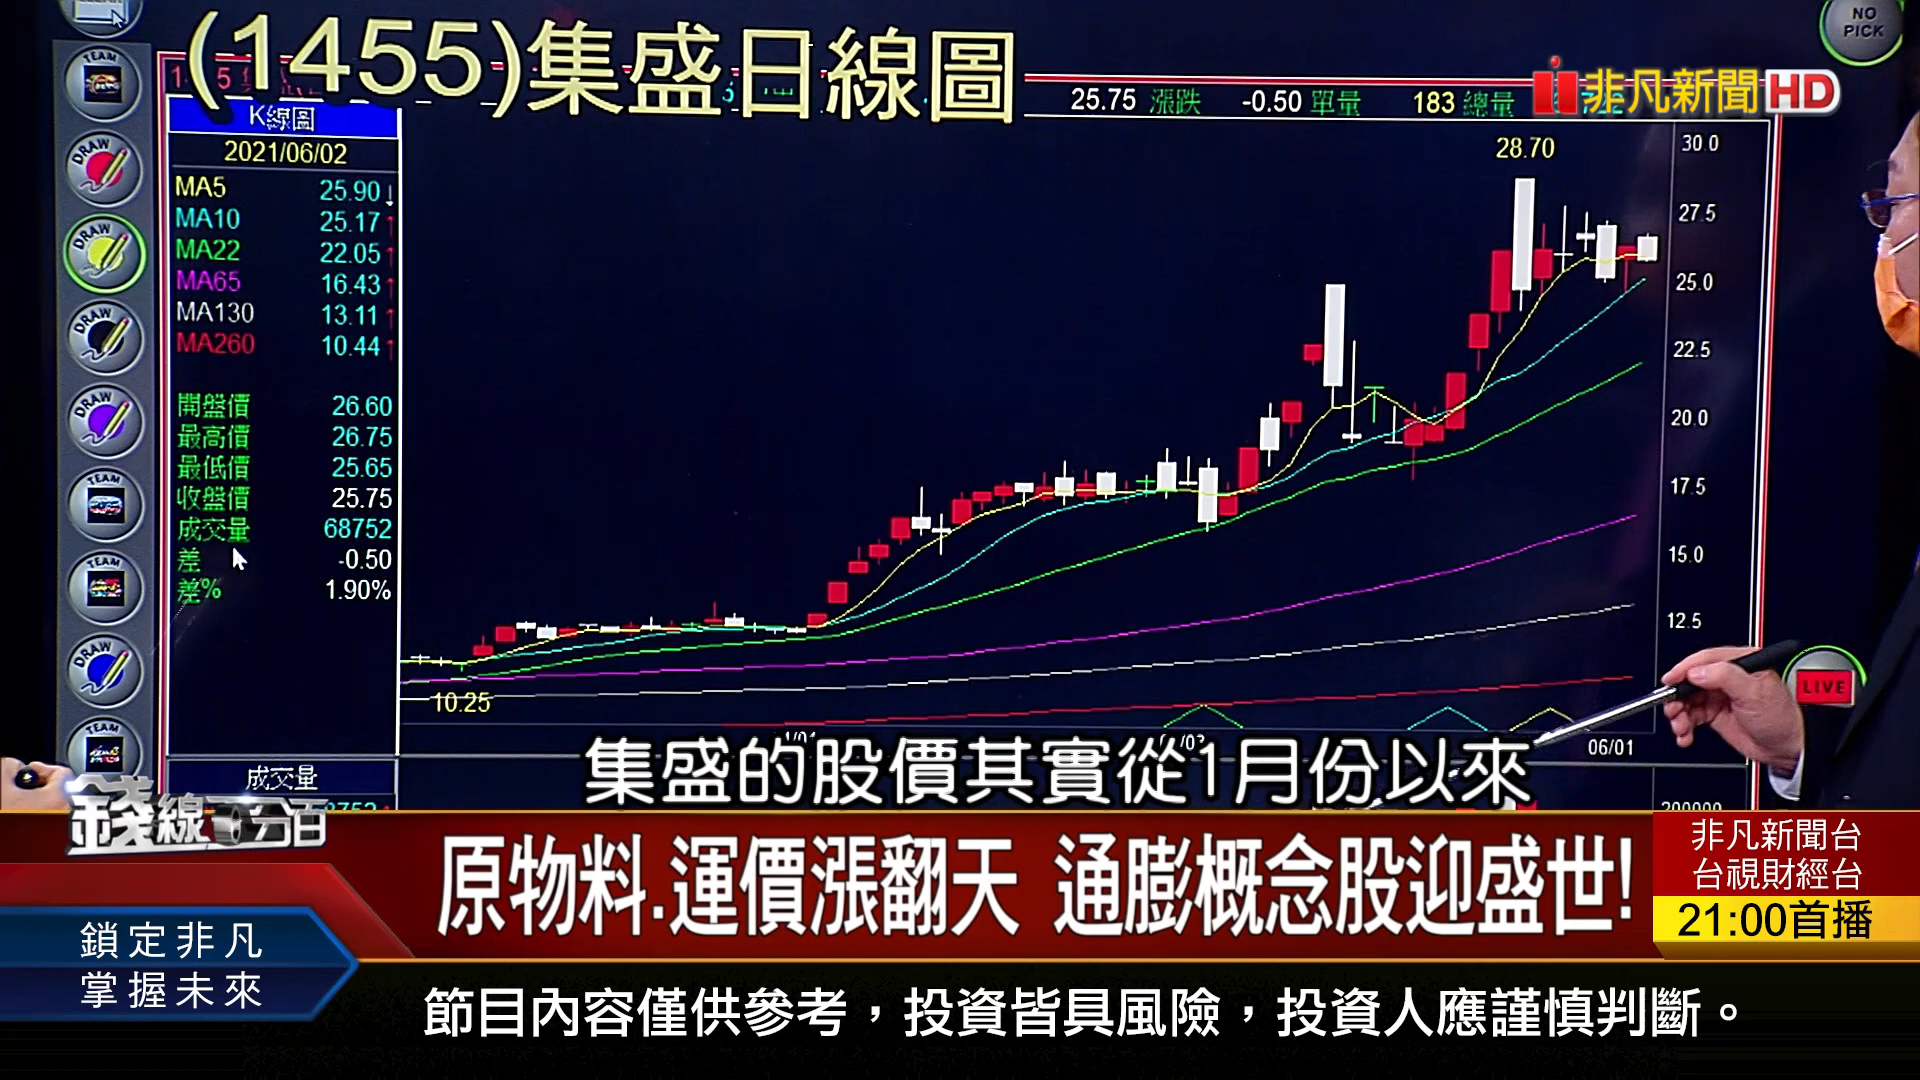 (1455)集盛日線圖
NO
PICK
非凡新聞HD
25.75 漲跌 -0.50 單量 183 總量
K線圖
2021/06/02
MA5 25.90↓
MA10 25.17↑
MA22 22.05↑
MA65 16.43↑
MA130 13.11↑
MA260 10.44↑
開盤價 26.60
最高價 26.75
最低價 25.65
收盤價 25.75
成交量 68752
差 -0.50
差% 1.90%
成交量
TEAM
DRAW
DRAW
DRAW
DRAW
TEAM
TEAM
DRAW
TEAM
28.70
10.25
30.0
27.5
25.0
22.5
20.0
17.5
15.0
12.5
06/01
LIVE
集盛的股價其實從1月份以來
錢線百分百
原物料.運價漲翻天 通膨概念股迎盛世!
非凡新聞台
台視財經台
21:00首播
鎖定非凡
掌握未來
節目內容僅供參考，投資皆具風險，投資人應謹慎判斷。